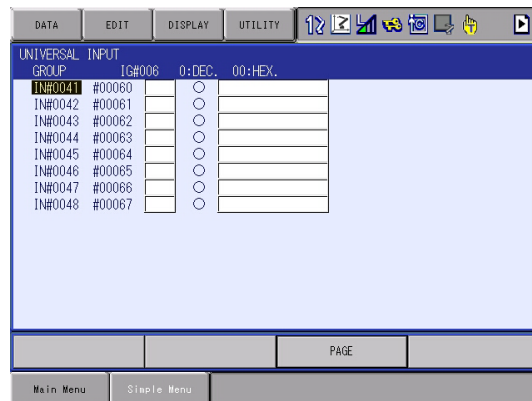 DATA EDIT DISPLAY UTILITY
UNIVERSAL INPUT
GROUP IG#006 0:DEC. 00:HEX.
IN#0041 #00060
IN#0042 #00061
IN#0043 #00062
IN#0044 #00063
IN#0045 #00064
IN#0046 #00065
IN#0047 #00066
IN#0048 #00067
PAGE
Main Menu Simple Menu